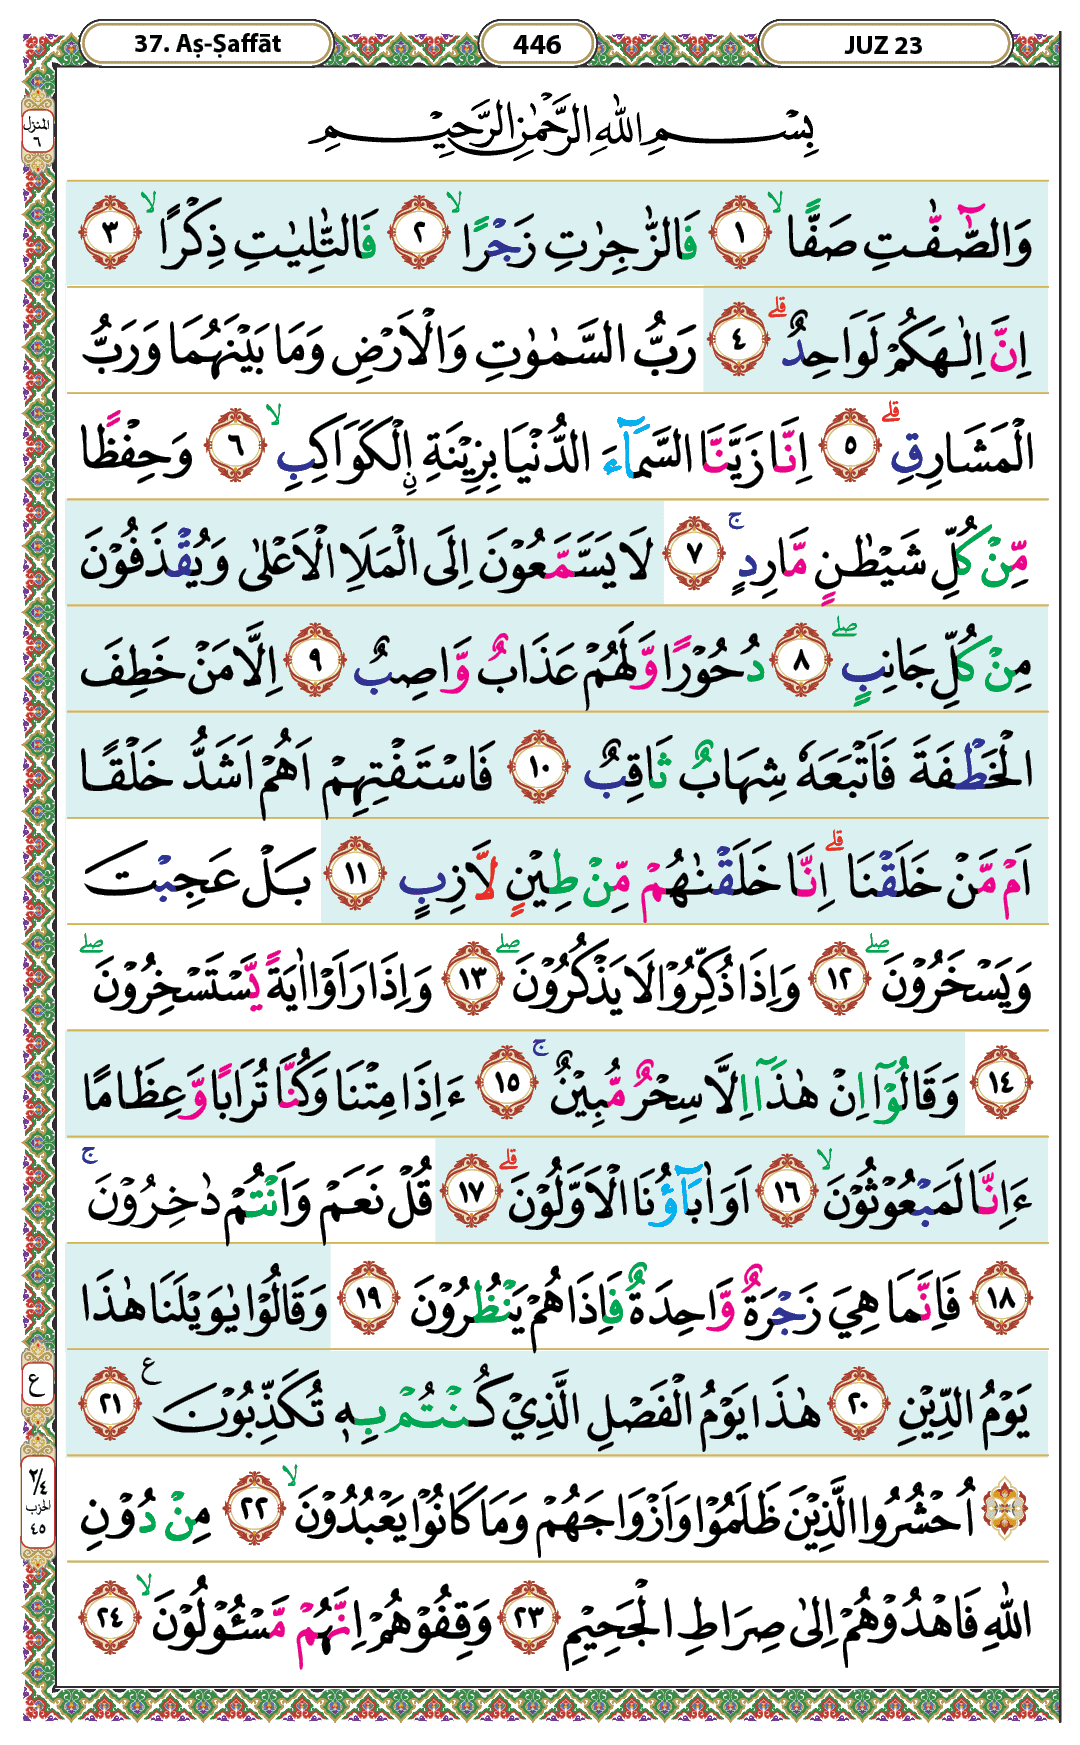 37. Aṣ-Ṣaffāt 446 JUZ 23
المنزل ٦
بِسْمِ اللّٰهِ الرَّحْمٰنِ الرَّحِيْمِ
وَالصّٰٓفّٰتِ صَفًّا ۙ ١ فَالزّٰجِرٰتِ زَجْرًا ۙ ٢ فَالتّٰلِيٰتِ ذِكْرًا ۙ ٣
اِنَّ اِلٰهَكُمْ لَوَاحِدٌ ۗ ٤ رَبُّ السَّمٰوٰتِ وَالْاَرْضِ وَمَا بَيْنَهُمَا وَرَبُّ
الْمَشَارِقِ ۗ ٥ اِنَّا زَيَّنَّا السَّمَآءَ الدُّنْيَا بِزِيْنَةِ ࣙالْكَوَاكِبِ ۙ ٦ وَحِفْظًا
مِّنْ كُلِّ شَيْطٰنٍ مَّارِدٍ ۚ ٧ لَا يَسَّمَّعُوْنَ اِلَى الْمَلَاِ الْاَعْلٰى وَيُقْذَفُوْنَ
مِنْ كُلِّ جَانِبٍ ۖ ٨ دُحُوْرًا وَّلَهُمْ عَذَابٌ وَّاصِبٌ ٩ اِلَّا مَنْ خَطِفَ
الْخَطْفَةَ فَاَتْبَعَهٗ شِهَابٌ ثَاقِبٌ ١٠ فَاسْتَفْتِهِمْ اَهُمْ اَشَدُّ خَلْقًا
اَمْ مَّنْ خَلَقْنَا ۗ اِنَّا خَلَقْنٰهُمْ مِّنْ طِيْنٍ لَّازِبٍ ١١ بَلْ عَجِبْتَ
وَيَسْخَرُوْنَ ۖ ١٢ وَاِذَا ذُكِّرُوْا لَا يَذْكُرُوْنَ ۖ ١٣ وَاِذَا رَاَوْا اٰيَةً يَّسْتَسْخِرُوْنَ ۖ
١٤ وَقَالُوْٓا اِنْ هٰذَآ اِلَّا سِحْرٌ مُّبِيْنٌ ۚ ١٥ ءَاِذَا مِتْنَا وَكُنَّا تُرَابًا وَّعِظَامًا
ءَاِنَّا لَمَبْعُوْثُوْنَ ۙ ١٦ اَوَاٰبَآؤُنَا الْاَوَّلُوْنَ ۗ ١٧ قُلْ نَعَمْ وَاَنْتُمْ دٰخِرُوْنَ ۚ
١٨ فَاِنَّمَا هِيَ زَجْرَةٌ وَّاحِدَةٌ فَاِذَا هُمْ يَنْظُرُوْنَ ١٩ وَقَالُوْا يٰوَيْلَنَا هٰذَا
يَوْمُ الدِّيْنِ ٢٠ هٰذَا يَوْمُ الْفَصْلِ الَّذِيْ كُنْتُمْ بِهٖ تُكَذِّبُوْنَ ࣖ ٢١
ع
۞ اُحْشُرُوا الَّذِيْنَ ظَلَمُوْا وَاَزْوَاجَهُمْ وَمَا كَانُوْا يَعْبُدُوْنَ ۙ ٢٢ مِنْ دُوْنِ
٢/٤ الحزب ٤٥
اللّٰهِ فَاهْدُوْهُمْ اِلٰى صِرَاطِ الْجَحِيْمِ ٢٣ وَقِفُوْهُمْ اِنَّهُمْ مَّسْئُوْلُوْنَ ۙ ٢٤